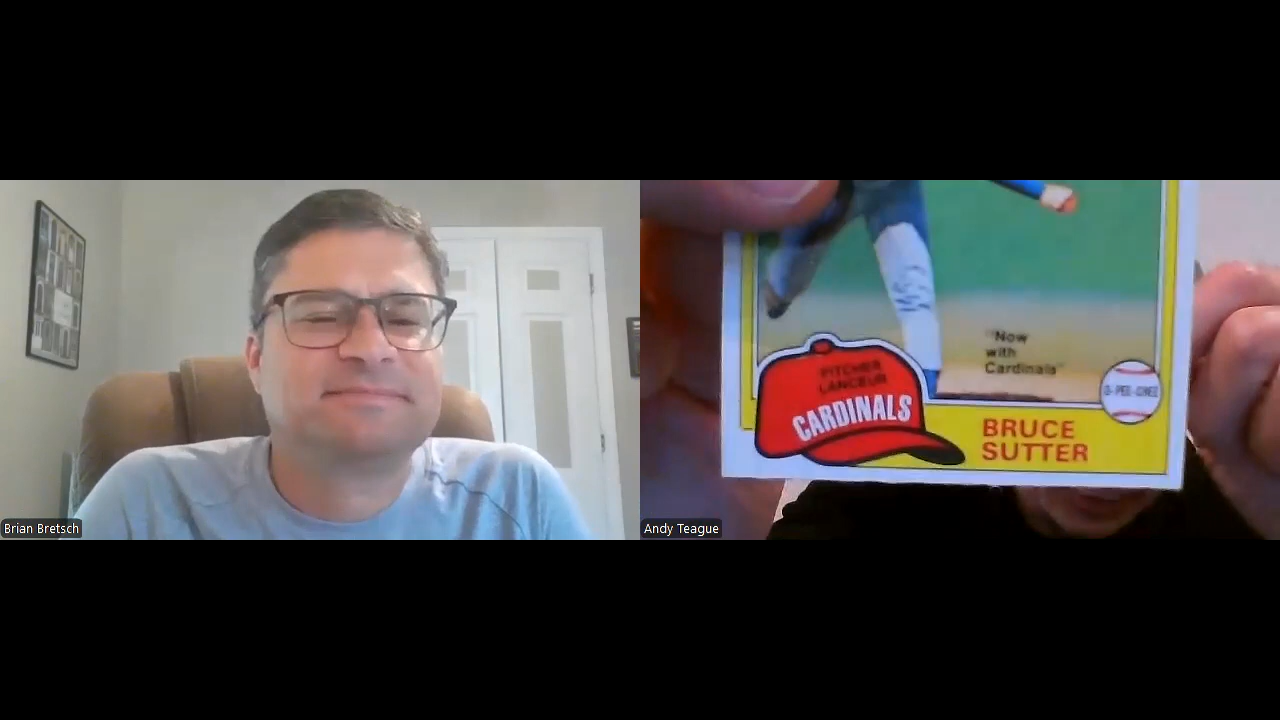 "Now
with
Cardinals"
PITCHER
LANCEUR
CARDINALS
O-PEE-CHEE
BRUCE
SUTTER
Brian Bretsch
Andy Teague